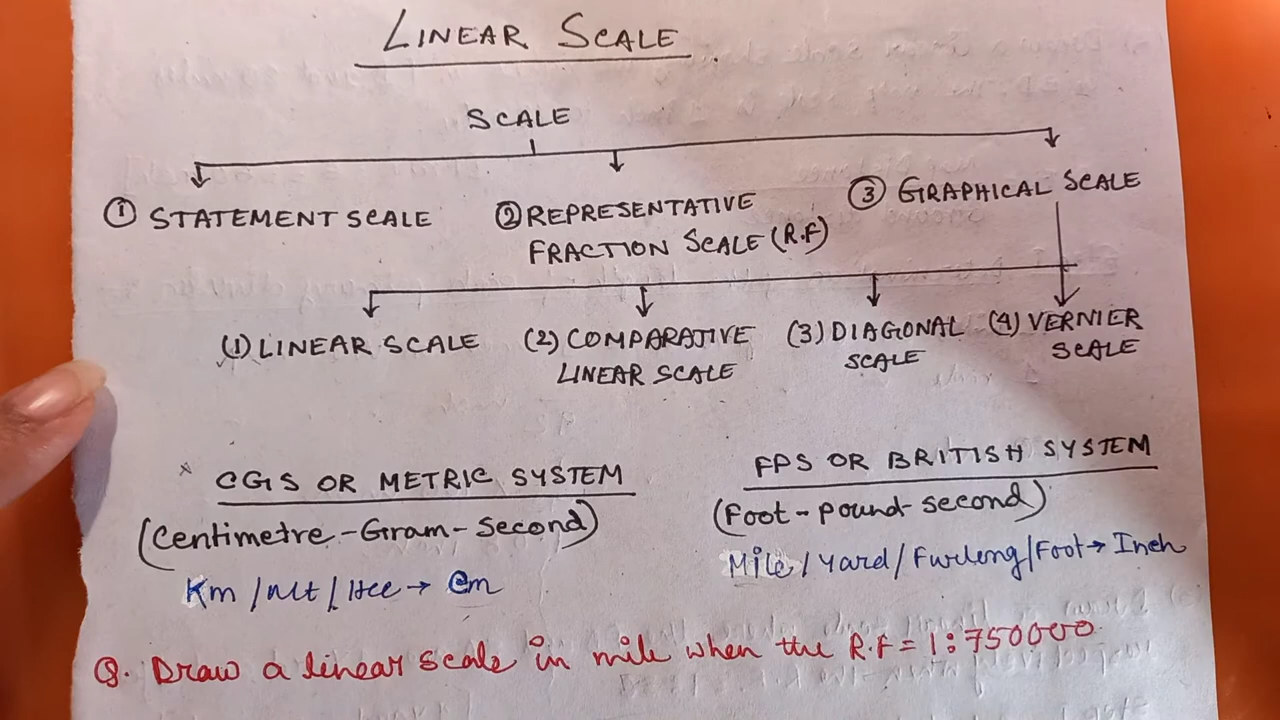 LINEAR SCALE
SCALE
① STATEMENT SCALE
② REPRESENTATIVE
FRACTION SCALE (R.F)
③ GRAPHICAL SCALE
(1) LINEAR SCALE
(2) COMPARATIVE
LINEAR SCALE
(3) DIAGONAL
SCALE
(4) VERNIER
SCALE
CGS OR METRIC SYSTEM
(Centimetre-Gram-Second)
Km / Mt / Hec → Cm
FPS OR BRITISH SYSTEM
(Foot-pound-second)
Mile / Yard / Furleng / Foot → Inch
Q. Draw a linear scale in mile when the R.F = 1:750000